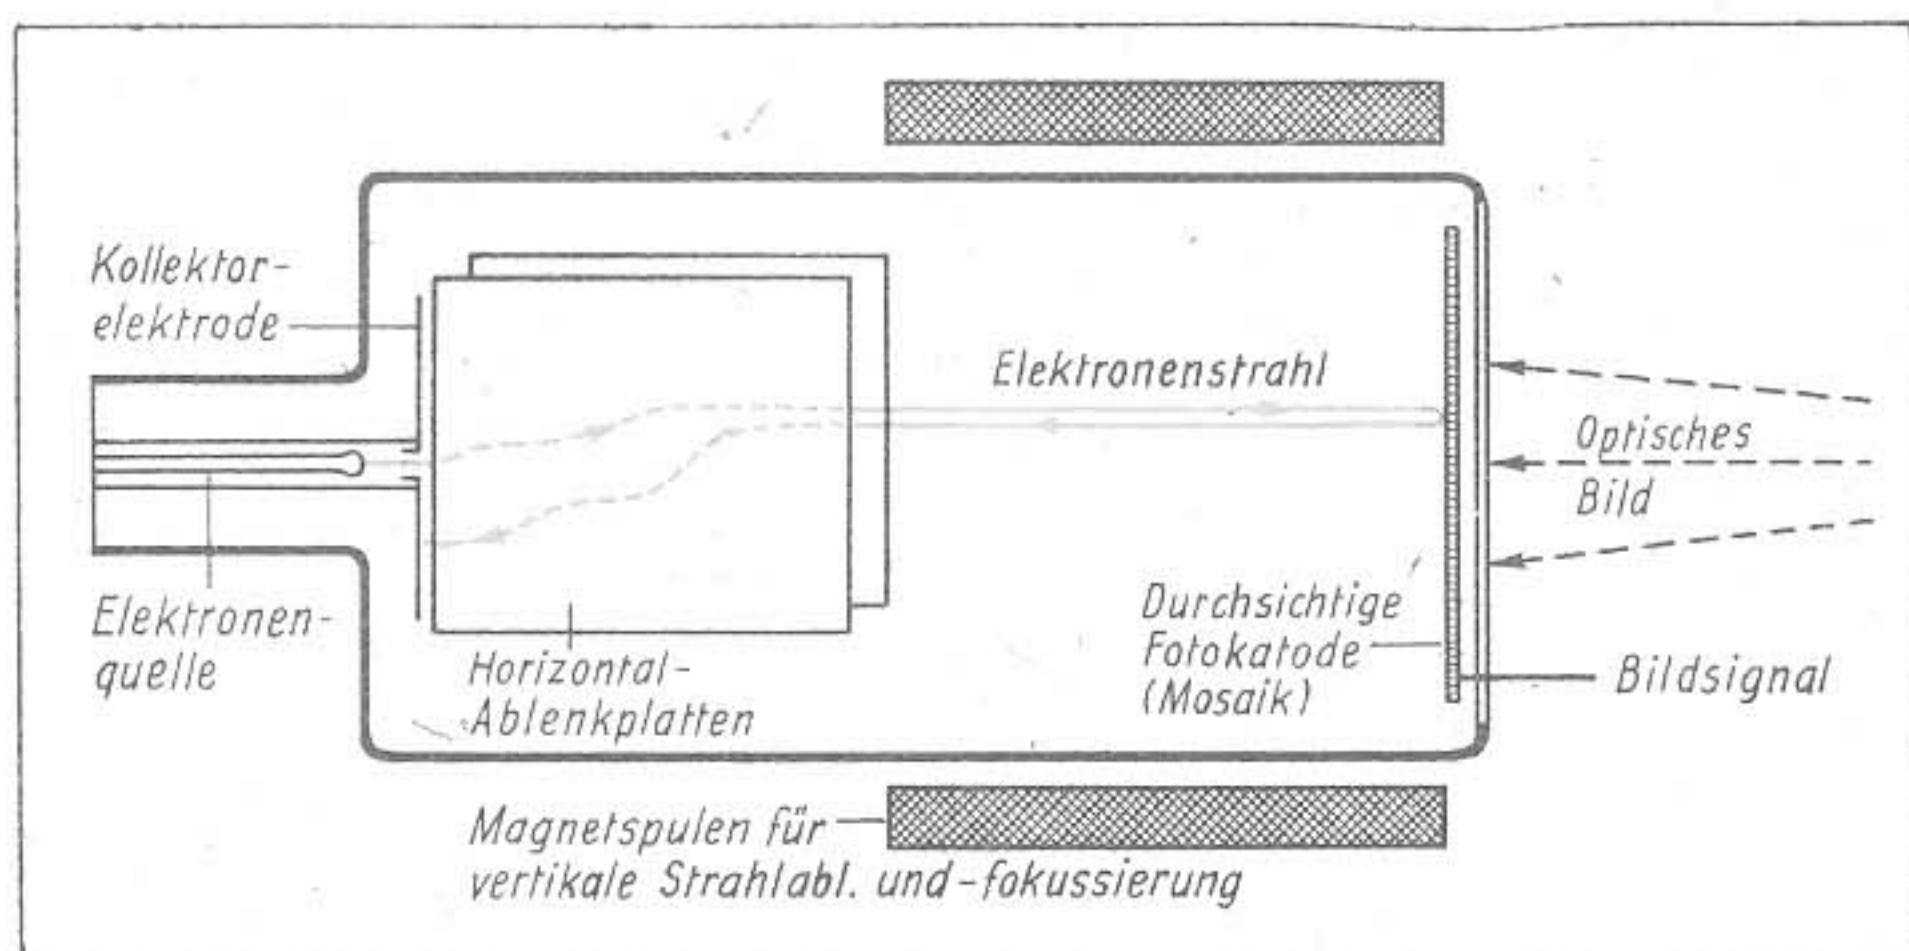 Kollektor-
elektrode
Elektronenstrahl
Optisches
Bild
Elektronen-
quelle
Horizontal-
Ablenkplatten
Durchsichtige
Fotokatode
(Mosaik)
Bildsignal
Magnetspulen für
vertikale Strahlabl. und -fokussierung